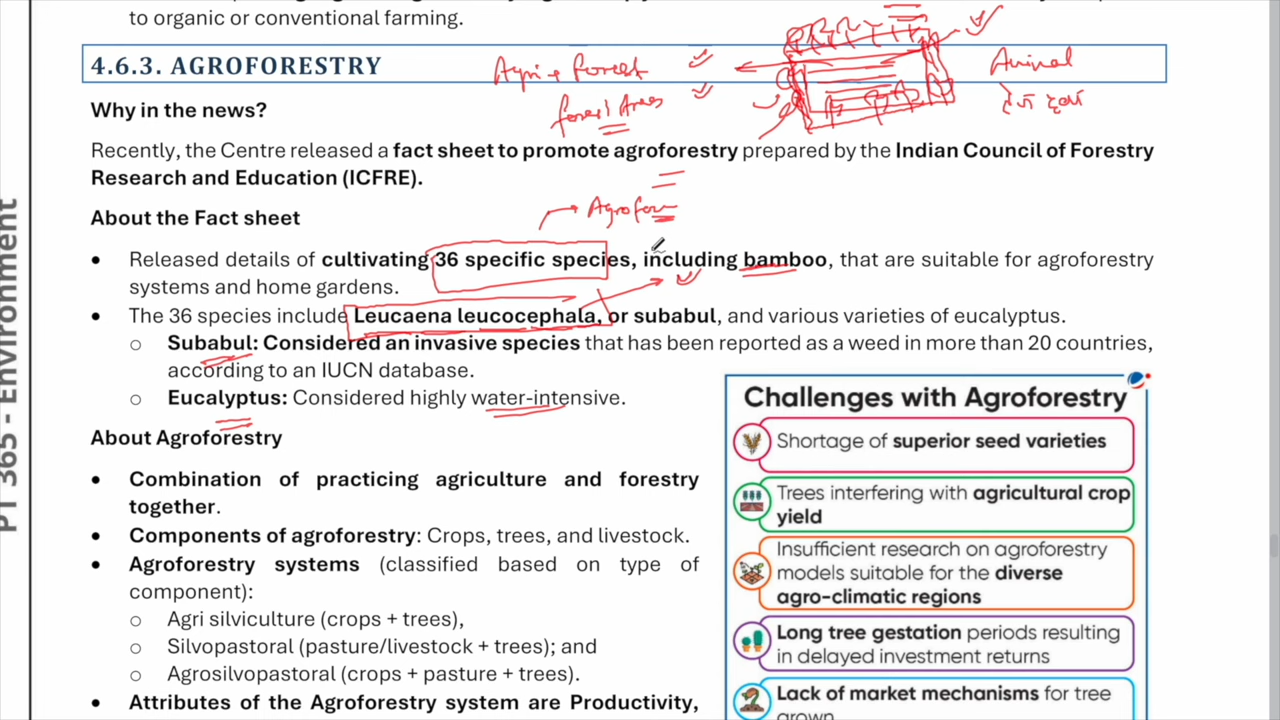 to organic or conventional farming.
4.6.3. AGROFORESTRY
Agri + Forest
forest Areas
Animal
Why in the news?
Recently, the Centre released a fact sheet to promote agroforestry prepared by the Indian Council of Forestry
Research and Education (ICFRE).
About the Fact sheet
Released details of cultivating 36 specific species, including bamboo, that are suitable for agroforestry
systems and home gardens.
• The 36 species include Leucaena leucocephala, or subabul, and various varieties of eucalyptus.
o Subabul: Considered an invasive species that has been reported as a weed in more than 20 countries,
according to an IUCN database.
o Eucalyptus: Considered highly water-intensive.
About Agroforestry
• Combination of practicing agriculture and forestry
together.
• Components of agroforestry: Crops, trees, and livestock.
• Agroforestry systems (classified based on type of
component):
o Agri silviculture (crops + trees),
o Silvopastoral (pasture/livestock + trees); and
o Agrosilvopastoral (crops + pasture + trees).
• Attributes of the Agroforestry system are Productivity,
Challenges with Agroforestry
Shortage of superior seed varieties
Trees interfering with agricultural crop
yield
Insufficient research on agroforestry
models suitable for the diverse
agro-climatic regions
Long tree gestation periods resulting
in delayed investment returns
Lack of market mechanisms for tree
grown
PT 365 - Environment